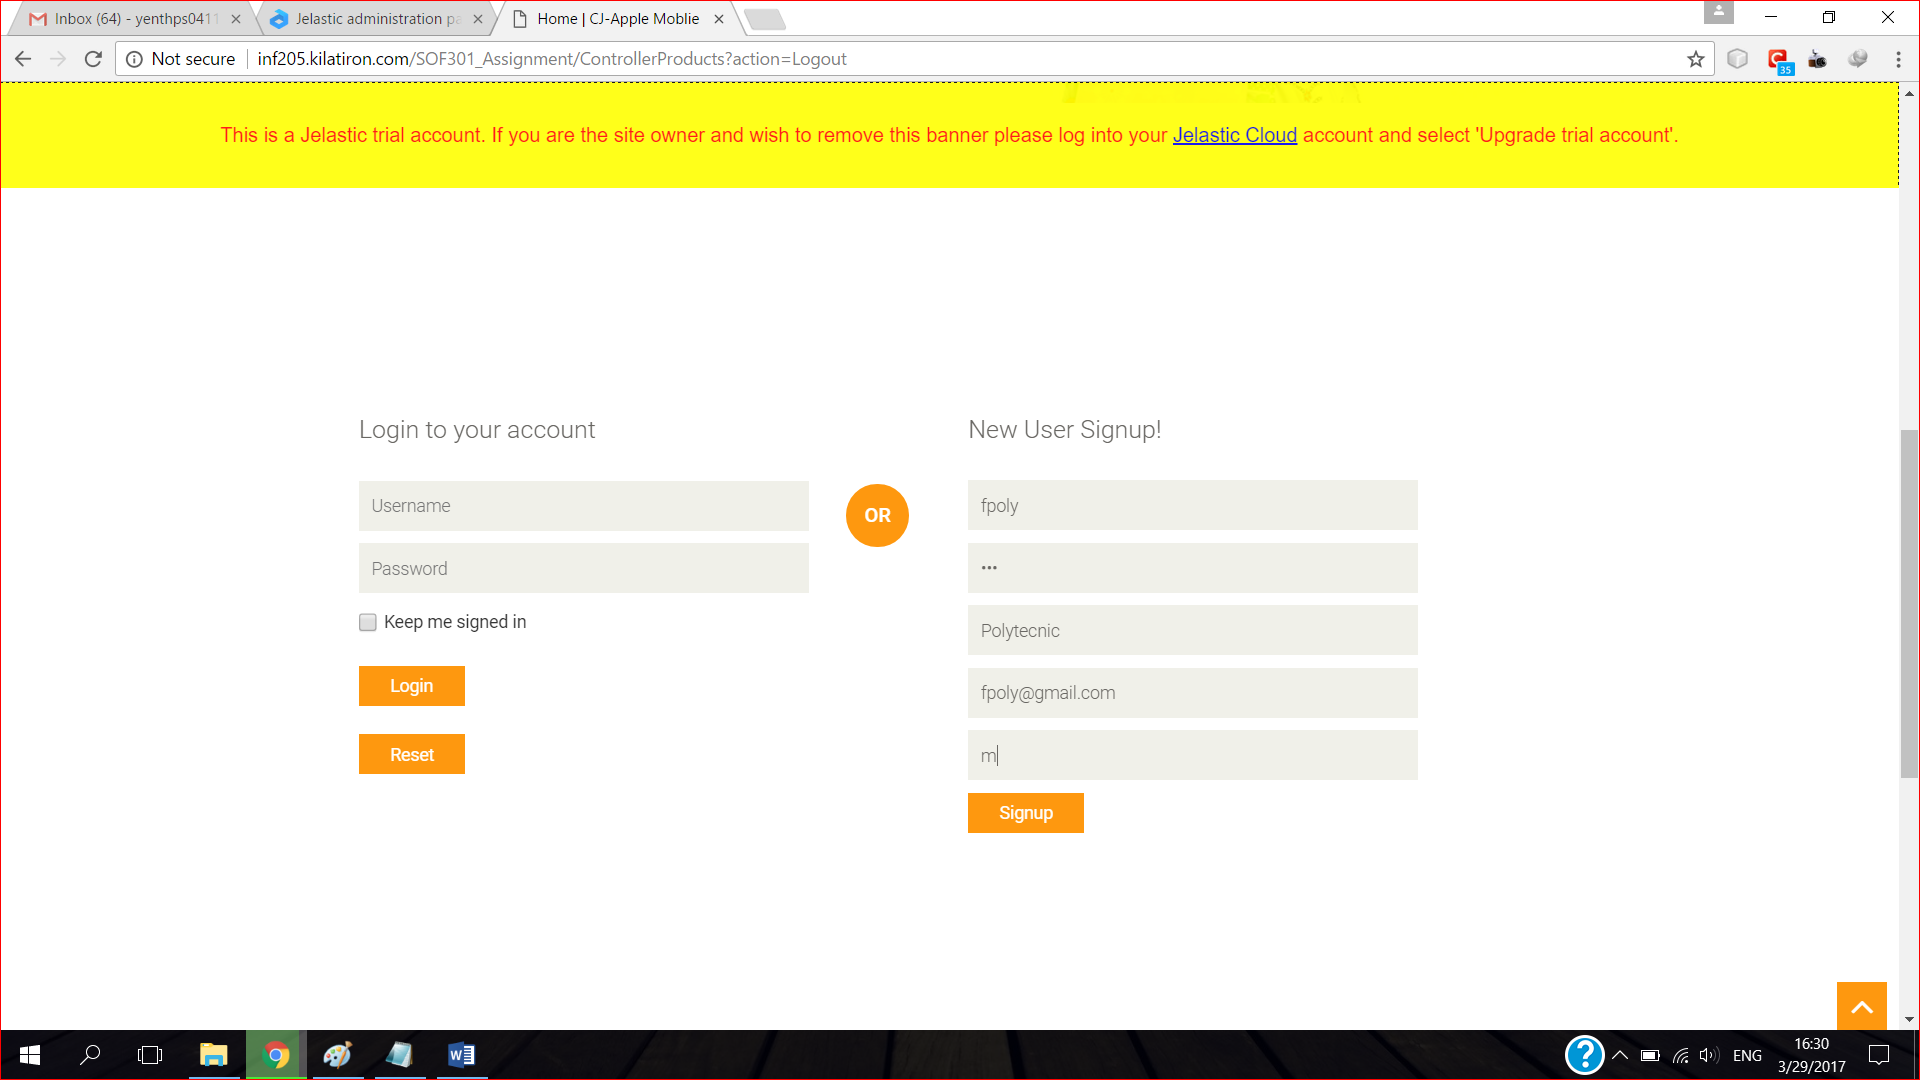 Inbox (64) - yenthps0411
Jelastic administration pa
Home | CJ-Apple Moblie
Not secure
inf205.kilatiron.com/SOF301_Assignment/ControllerProducts?action=Logout
35
This is a Jelastic trial account. If you are the site owner and wish to remove this banner please log into your Jelastic Cloud account and select 'Upgrade trial account'.
Login to your account
New User Signup!
Username
OR
fpoly
Password
•••
Keep me signed in
Polytecnic
Login
fpoly@gmail.com
Reset
m
Signup
ENG
16:30
3/29/2017